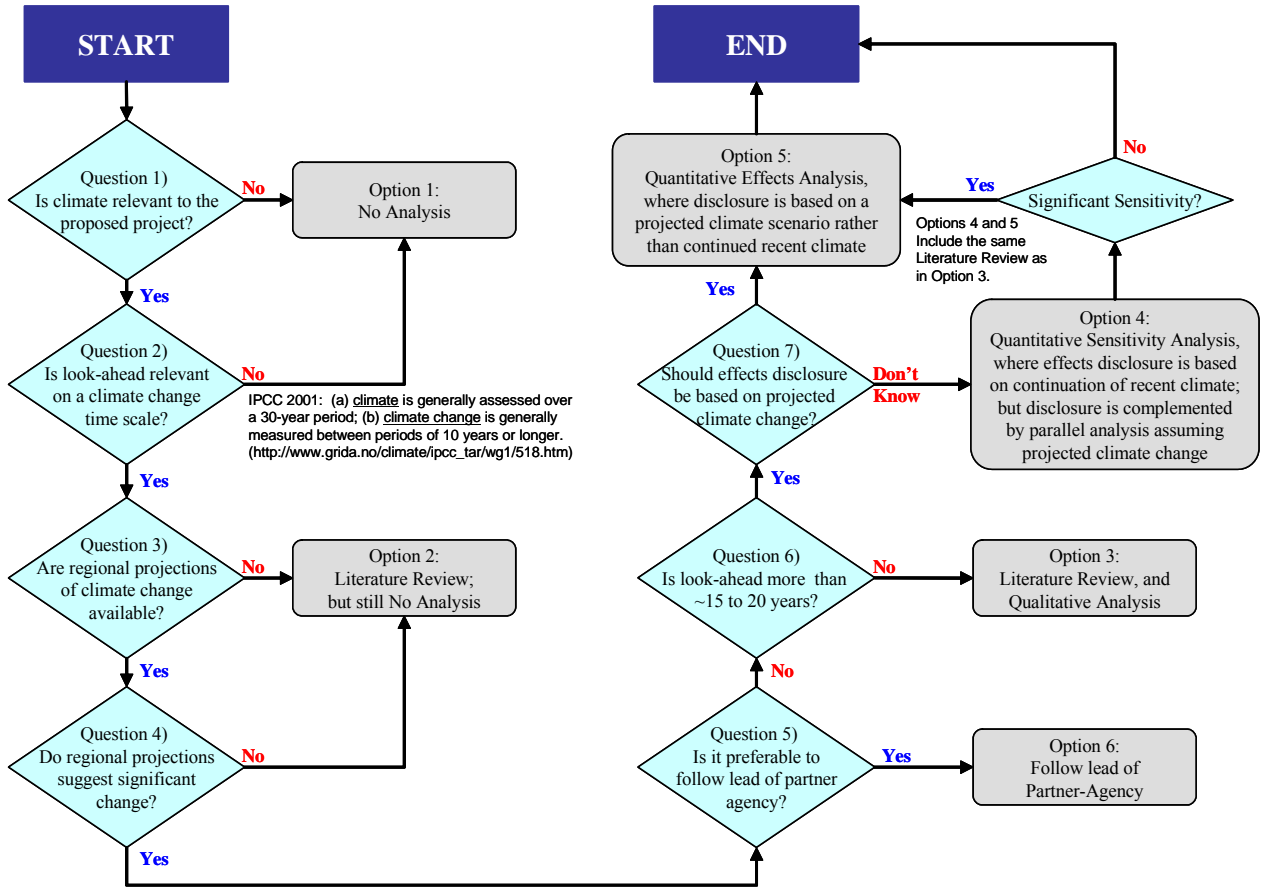 START
Question 1)
Is climate relevant to the
proposed project?
No
Option 1:
No Analysis
Yes
Question 2)
Is look-ahead relevant
on a climate change
time scale?
No
IPCC 2001:  (a) climate is generally assessed over
a 30-year period; (b) climate change is generally
measured between periods of 10 years or longer.
(http://www.grida.no/climate/ipcc_tar/wg1/518.htm)
Yes
Question 3)
Are regional projections
of climate change
available?
No
Option 2:
Literature Review;
but still No Analysis
Yes
Question 4)
Do regional projections
suggest significant
change?
No
Yes
Question 5)
Is it preferable to
follow lead of partner
agency?
Yes
Option 6:
Follow lead of
Partner-Agency
No
Question 6)
Is look-ahead more than
~15 to 20 years?
No
Option 3:
Literature Review, and
Qualitative Analysis
Yes
Question 7)
Should effects disclosure
be based on projected
climate change?
Don't
Know
Option 4:
Quantitative Sensitivity Analysis,
where effects disclosure is based
on continuation of recent climate;
but disclosure is complemented
by parallel analysis assuming
projected climate change
Yes
Option 5:
Quantitative Effects Analysis,
where disclosure is based on a
projected climate scenario rather
than continued recent climate
Significant Sensitivity?
Yes
Options 4 and 5
Include the same
Literature Review as
in Option 3.
No
END